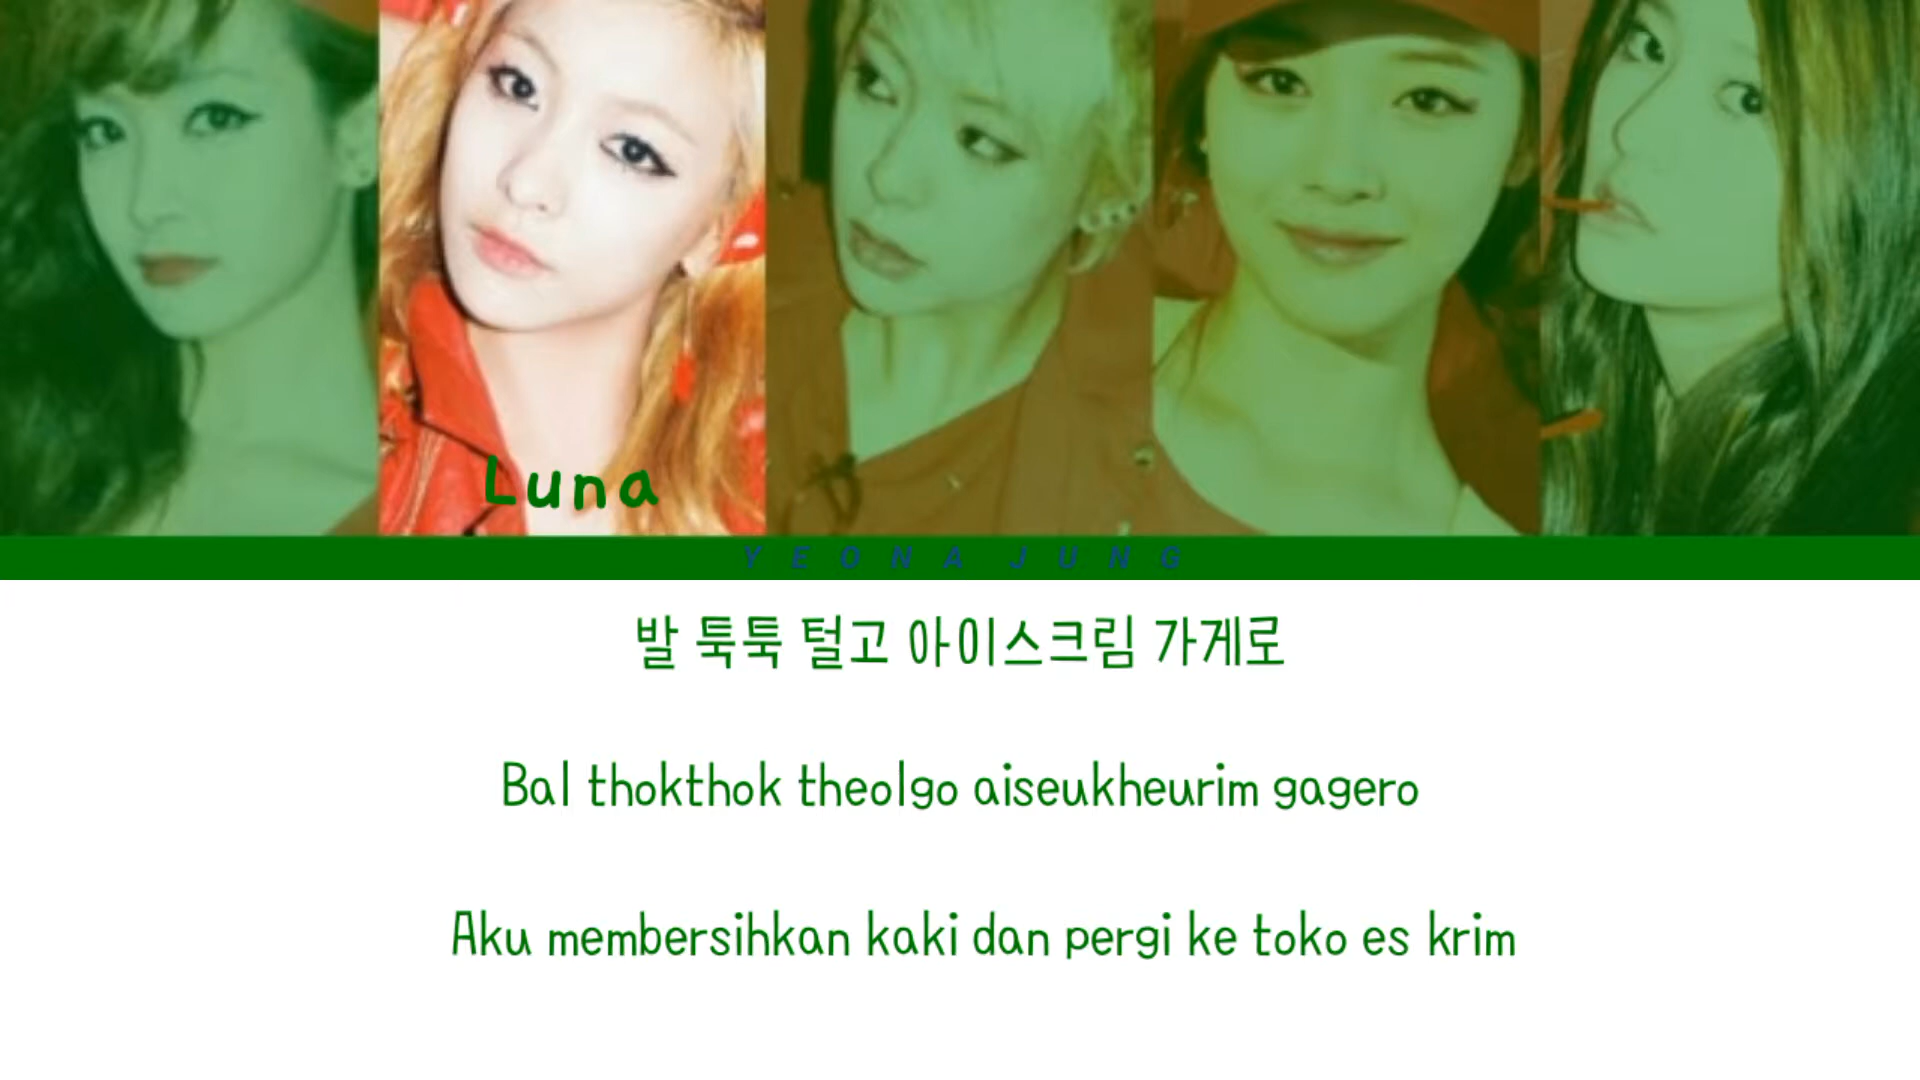 Luna
YEONA JUNG
발 툭툭 털고 아이스크림 가게로
Bal thokthok theolgo aiseukheurim gagero
Aku membersihkan kaki dan pergi ke toko es krim